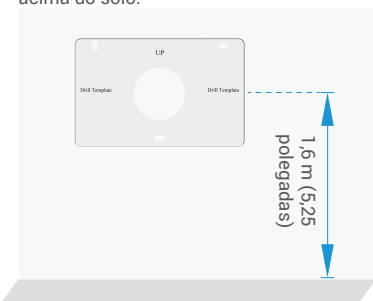 acima do solo.
UP
Drill Template
Drill Template
1,6 m (5,25
polegadas)